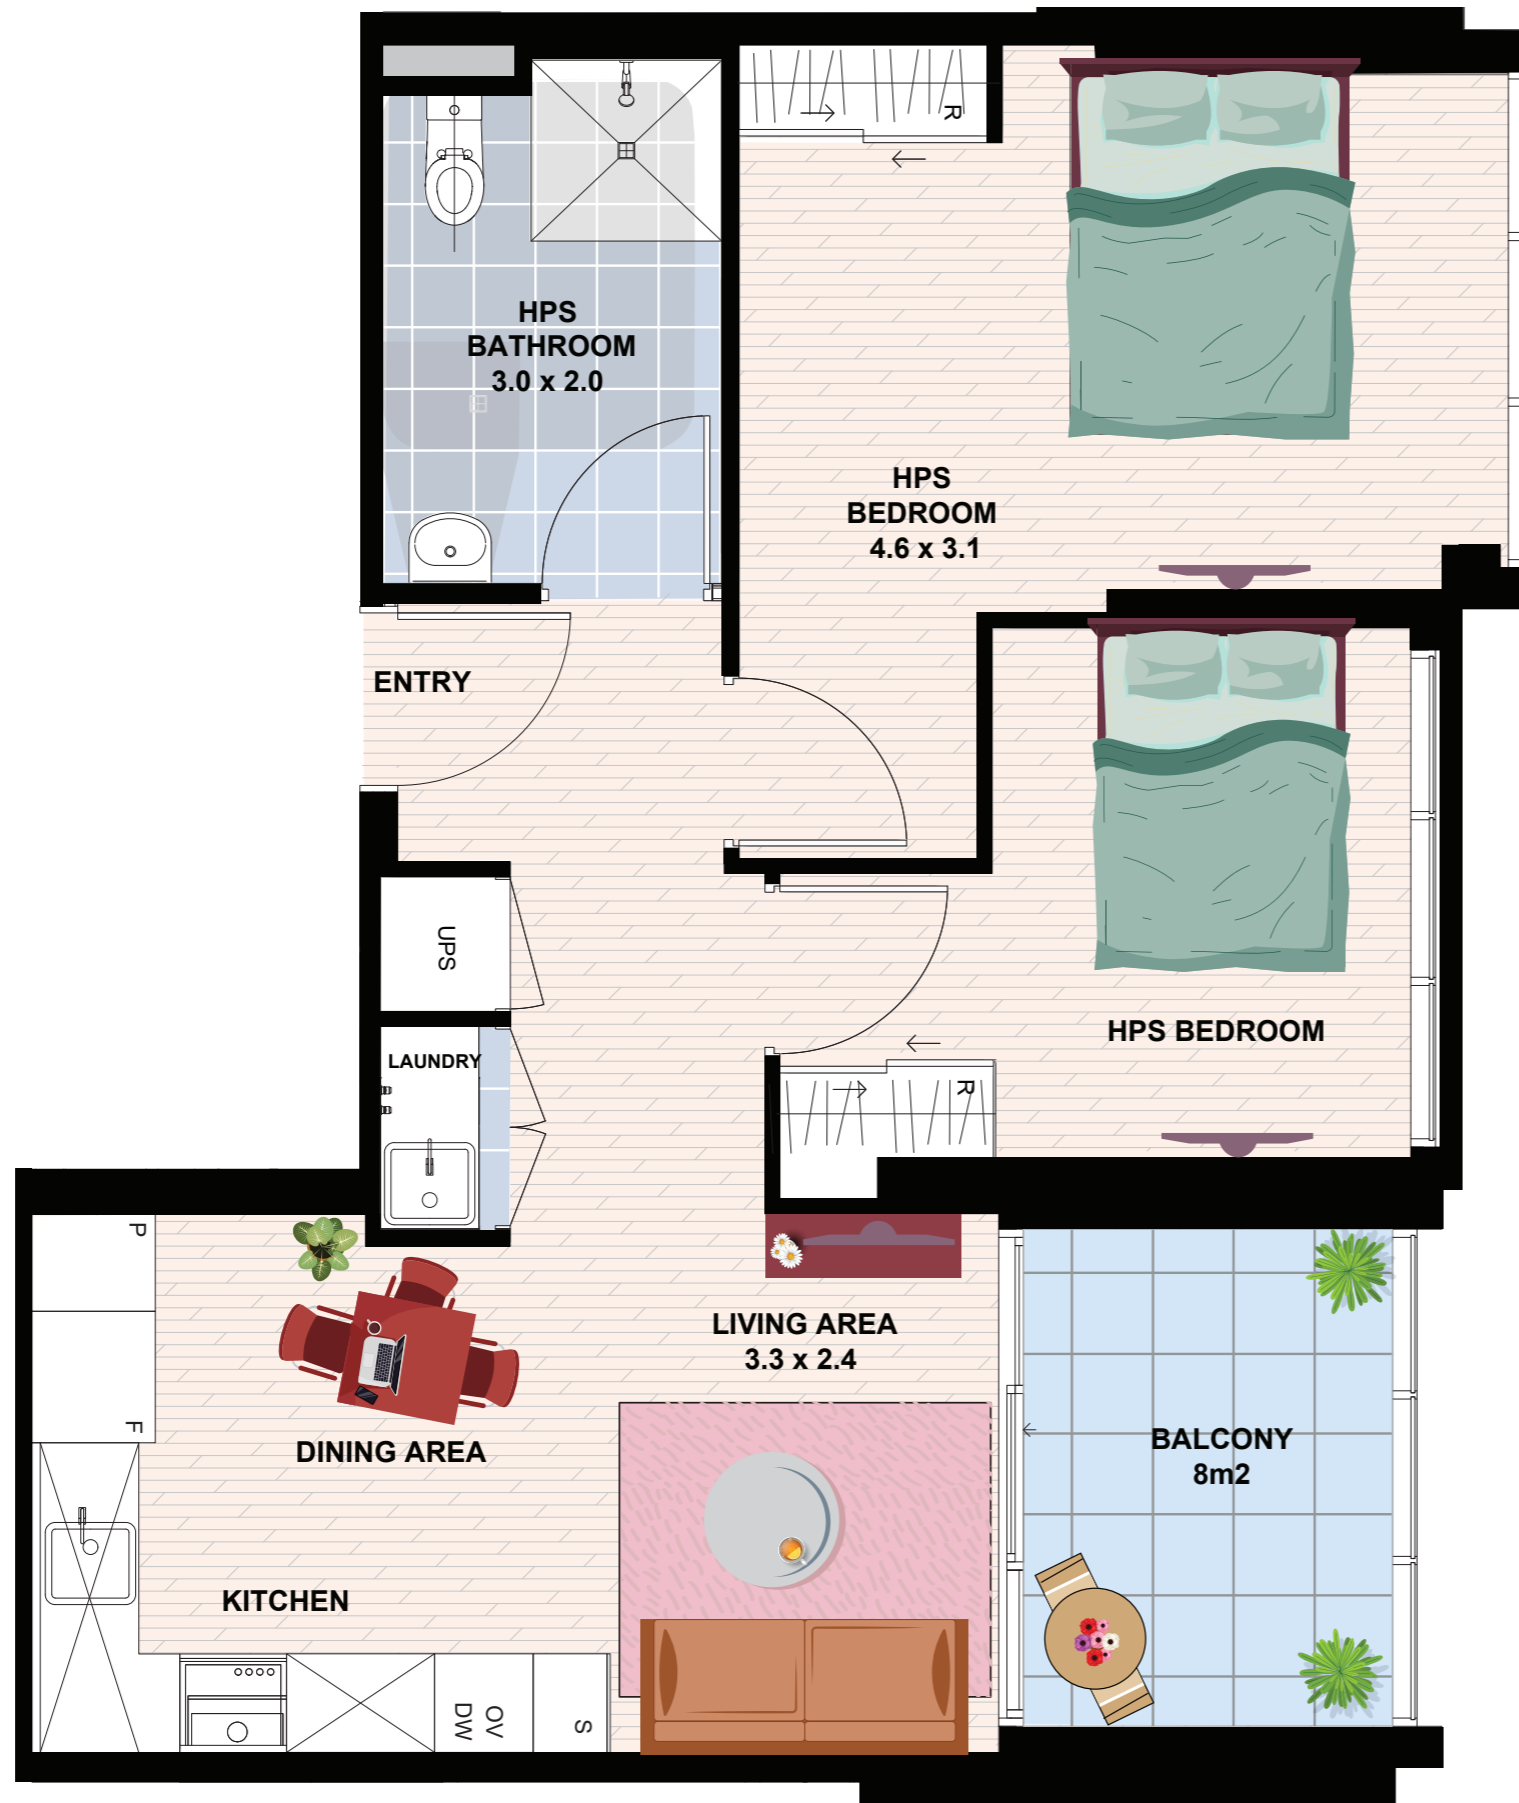 R
HPS
BATHROOM
3.0 x 2.0
HPS
BEDROOM
4.6 x 3.1
ENTRY
UPS
HPS BEDROOM
LAUNDRY
R
P
LIVING AREA
3.3 x 2.4
F
DINING AREA
BALCONY
8m2
KITCHEN
OV
DW
S